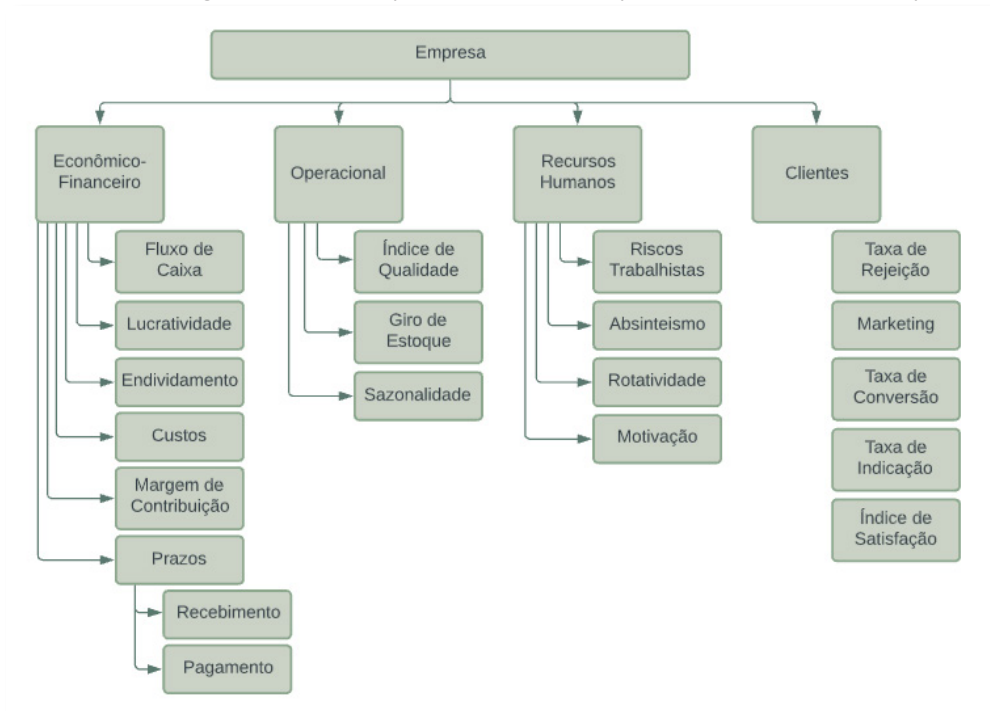 Empresa
Econômico-
Financeiro
Operacional
Recursos
Humanos
Clientes
Fluxo de
Caixa
Lucratividade
Endividamento
Custos
Margem de
Contribuição
Prazos
Recebimento
Pagamento
Índice de
Qualidade
Giro de
Estoque
Sazonalidade
Riscos
Trabalhistas
Absinteismo
Rotatividade
Motivação
Taxa de
Rejeição
Marketing
Taxa de
Conversão
Taxa de
Indicação
Índice de
Satisfação